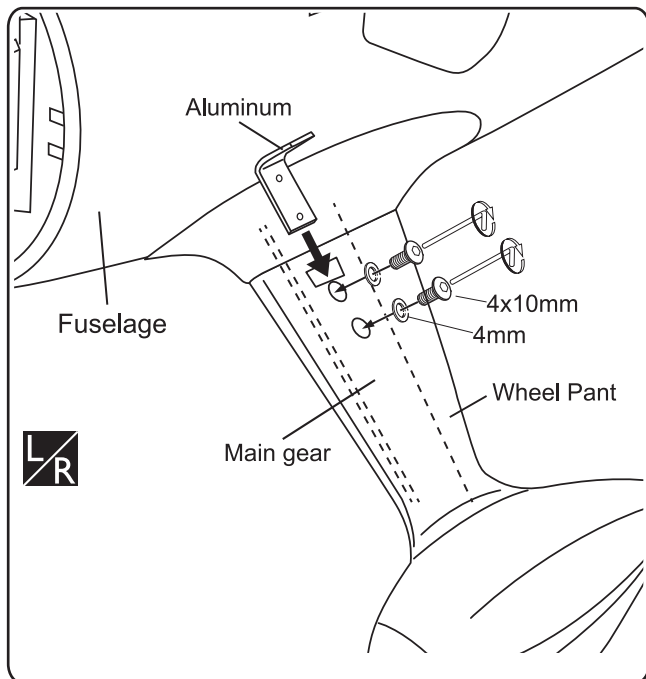 Aluminum
4x10mm
4mm
Fuselage
Wheel Pant
Main gear
L/R